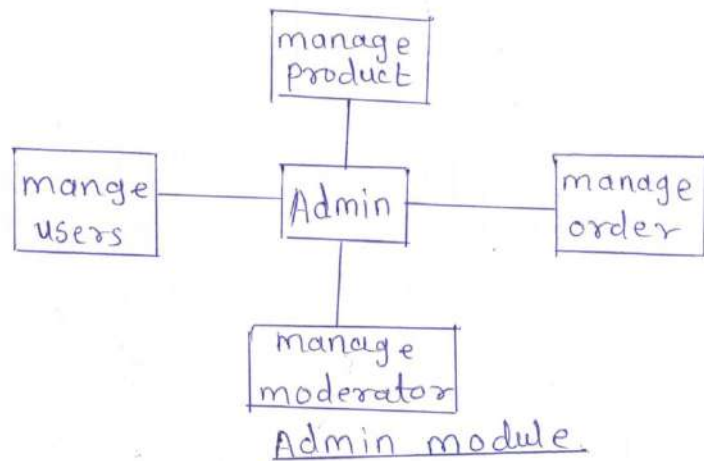 manage
product
mange
users
Admin
manage
order
manage
moderator
Admin module.